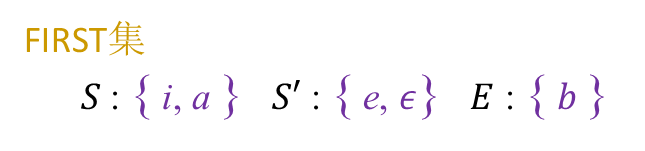 FIRST集
S : { i, a } S′ : { e, ϵ } E : { b }